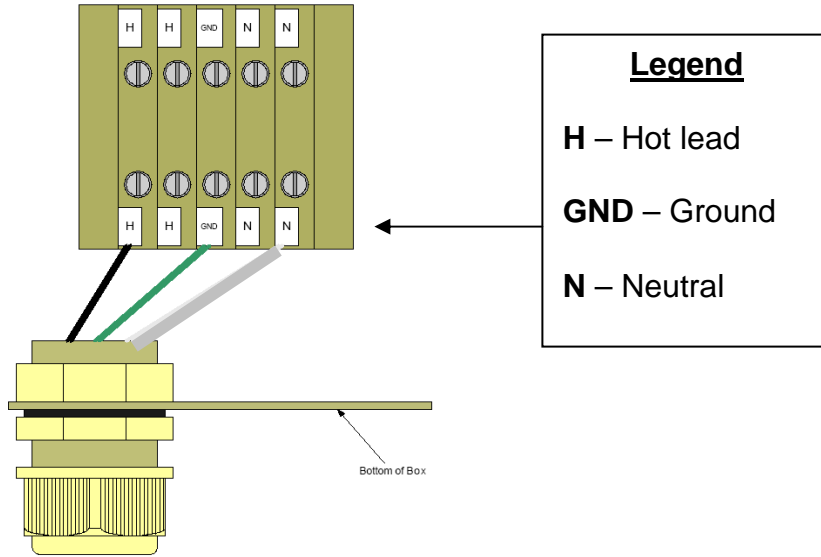 H H GND N N
Legend
H – Hot lead
GND – Ground
N – Neutral
H H GND N N
Bottom of Box